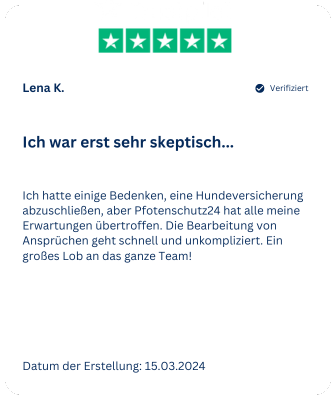 Lena K.
Verifiziert
Ich war erst sehr skeptisch...
Ich hatte einige Bedenken, eine Hundeversicherung
abzuschließen, aber Pfotenschutz24 hat alle meine
Erwartungen übertroffen. Die Bearbeitung von
Ansprüchen geht schnell und unkompliziert. Ein
großes Lob an das ganze Team!
Datum der Erstellung: 15.03.2024